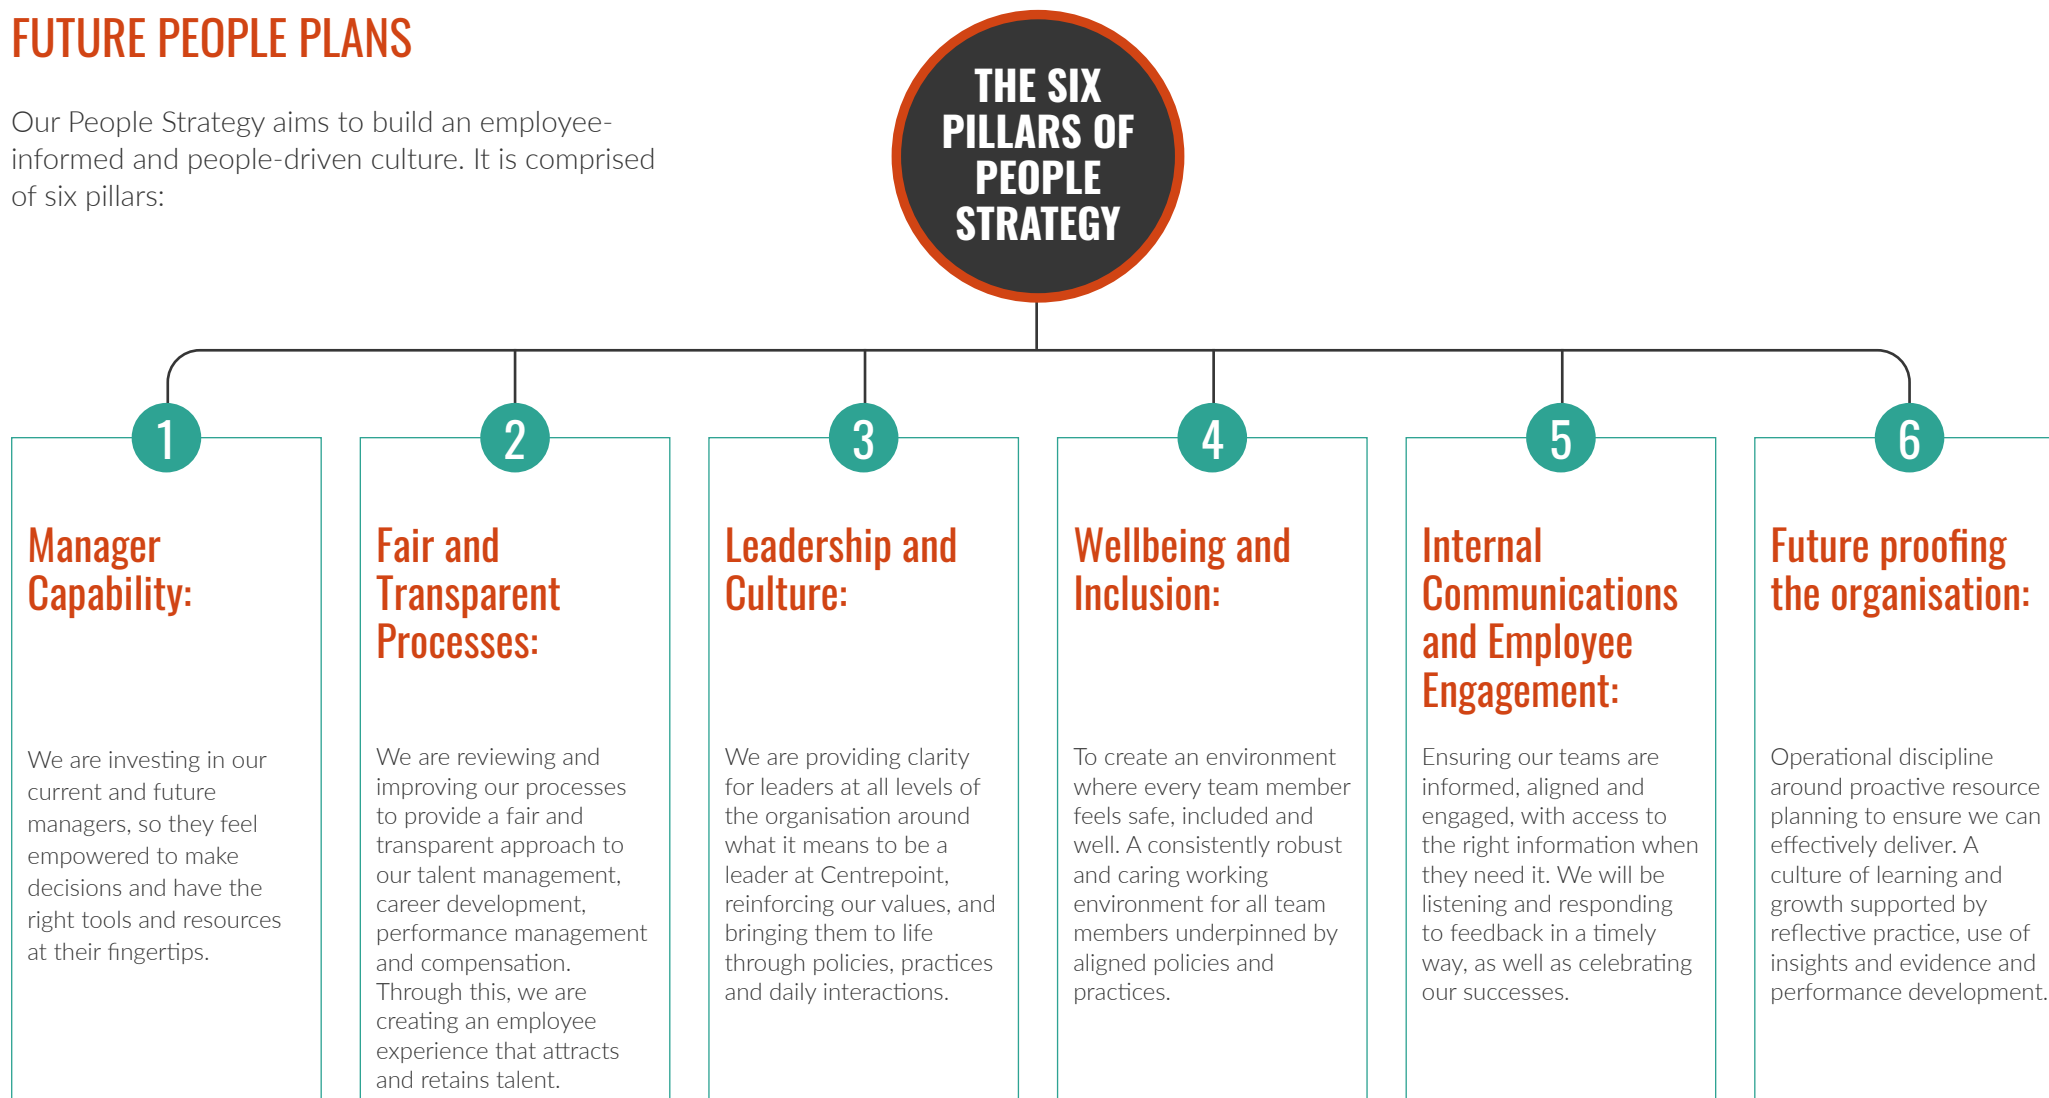 FUTURE PEOPLE PLANS
Our People Strategy aims to build an employee-
informed and people-driven culture. It is comprised
of six pillars:
THE SIX
PILLARS OF
PEOPLE
STRATEGY
1
Manager
Capability:
We are investing in our
current and future
managers, so they feel
empowered to make
decisions and have the
right tools and resources
at their fingertips.
2
Fair and
Transparent
Processes:
We are reviewing and
improving our processes
to provide a fair and
transparent approach to
our talent management,
career development,
performance management
and compensation.
Through this, we are
creating an employee
experience that attracts
and retains talent.
3
Leadership and
Culture:
We are providing clarity
for leaders at all levels of
the organisation around
what it means to be a
leader at Centrepoint,
reinforcing our values, and
bringing them to life
through policies, practices
and daily interactions.
4
Wellbeing and
Inclusion:
To create an environment
where every team member
feels safe, included and
well. A consistently robust
and caring working
environment for all team
members underpinned by
aligned policies and
practices.
5
Internal
Communications
and Employee
Engagement:
Ensuring our teams are
informed, aligned and
engaged, with access to
the right information when
they need it. We will be
listening and responding
to feedback in a timely
way, as well as celebrating
our successes.
6
Future proofing
the organisation:
Operational discipline
around proactive resource
planning to ensure we can
effectively deliver. A
culture of learning and
growth supported by
reflective practice, use of
insights and evidence and
performance development.